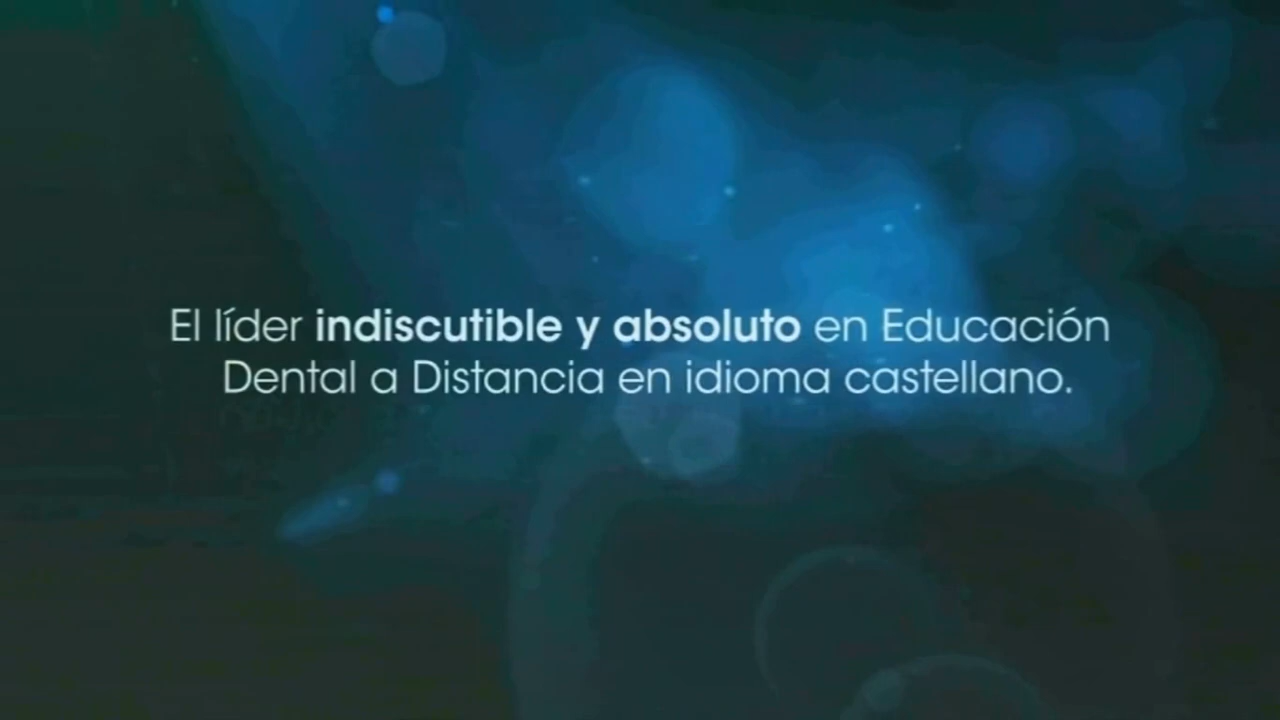 El líder indiscutible y absoluto en Educación
Dental a Distancia en idioma castellano.